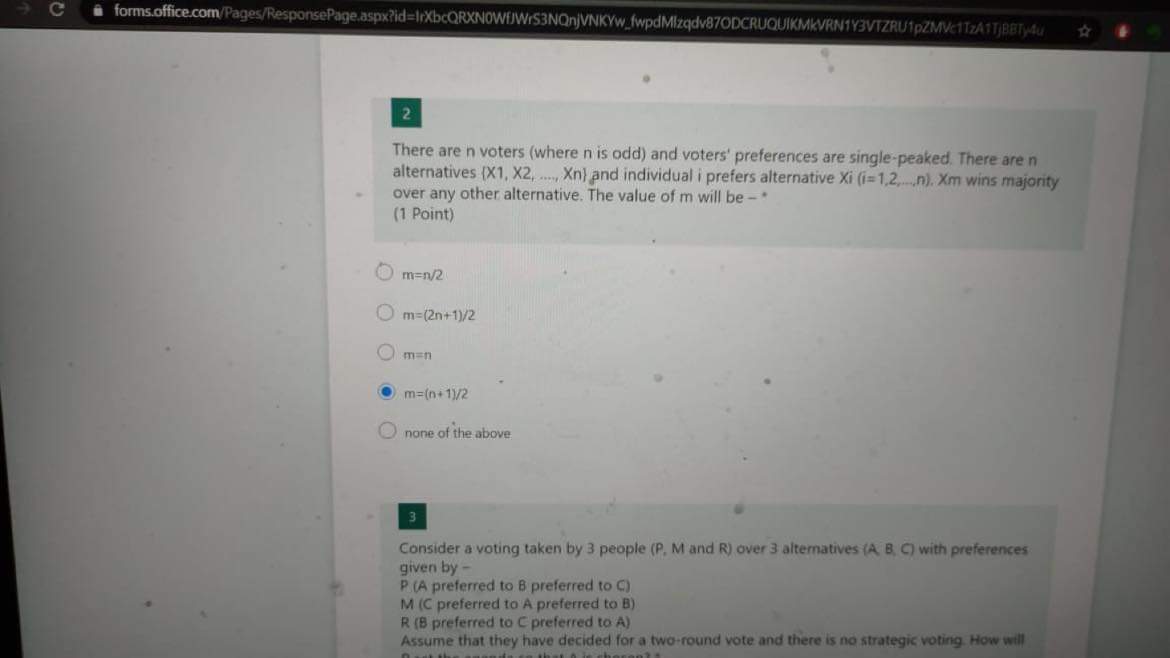 forms.office.com/Pages/ResponsePage.aspx?id=
2
There are n voters (where n is odd) and voters' preferences are single-peaked. There are n
alternatives {X1, X2, ...., Xn} and individual i prefers alternative Xi (i=1,2,...,n). Xm wins majority
over any other alternative. The value of m will be – *
(1 Point)
m=n/2
m=(2n+1)/2
m=n
m=(n+1)/2
none of the above
3
Consider a voting taken by 3 people (P, M and R) over 3 alternatives (A, B, C) with preferences
given by –
P (A preferred to B preferred to C)
M (C preferred to A preferred to B)
R (B preferred to C preferred to A)
Assume that they have decided for a two-round vote and there is no strategic voting. How will